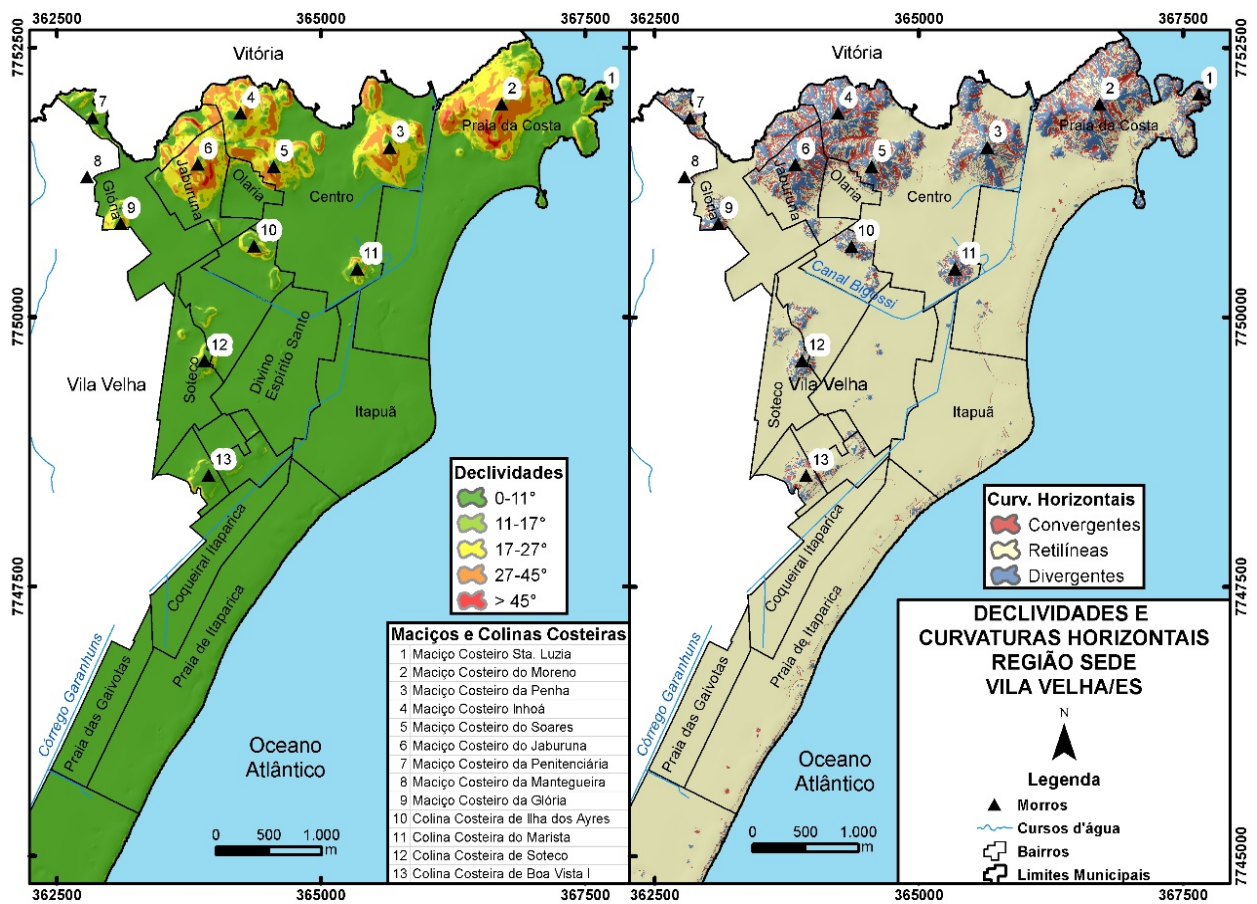 362500
365000
367500
362500
365000
367500
7752500
7752500
Vitória
1
2
3
4
5
6
7
8
9
10
11
12
13
Praia da Costa
Jaburuna
Olaria
Centro
Glória
Divino
Espírito Santo
Soteco
Vila Velha
Itapuã
Coqueiral Itaparica
Praia de Itaparica
Praia das Gaivotas
Córrego Garanhuns
Oceano
Atlântico
Declividades
0-11°
11-17°
17-27°
27-45°
> 45°
Maciços e Colinas Costeiras
1 Maciço Costeiro Sta. Luzia
2 Maciço Costeiro do Moreno
3 Maciço Costeiro da Penha
4 Maciço Costeiro Inhoá
5 Maciço Costeiro do Soares
6 Maciço Costeiro do Jaburuna
7 Maciço Costeiro da Penitenciária
8 Maciço Costeiro da Mantegueira
9 Maciço Costeiro da Glória
10 Colina Costeira de Ilha dos Ayres
11 Colina Costeira do Marista
12 Colina Costeira de Soteco
13 Colina Costeira de Boa Vista I
0 500 1.000
m
Vitória
1
2
3
4
5
6
7
8
9
10
11
12
13
Praia da Costa
Jaburuna
Olaria
Centro
Glória
Canal Bigossi
Soteco
Vila Velha
Itapuã
Coqueiral Itaparica
Praia de Itaparica
Praia das Gaivotas
Córrego Garanhuns
Oceano
Atlântico
0 500 1.000
m
Curv. Horizontais
Convergentes
Retilíneas
Divergentes
DECLIVIDADES E
CURVATURAS HORIZONTAIS
REGIÃO SEDE
VILA VELHA/ES
N
Legenda
Morros
Cursos d'água
Bairros
Limites Municipais
7750000
7750000
7747500
7747500
7745000
362500
365000
367500
362500
365000
367500